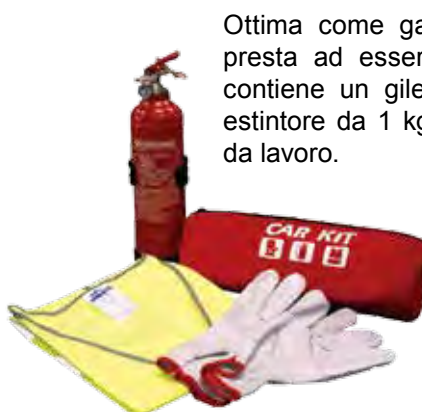 Ottima come ga
presta ad esser
contiene un gile
estintore da 1 kg
da lavoro.
CAR KIT